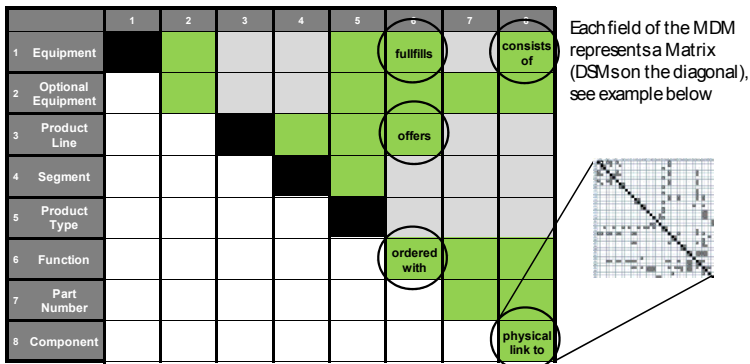 1 2 3 4 5 6 7 8
1 Equipment fullfills consists
of
2 Optional
Equipment
3 Product
Line offers
4 Segment
5 Product
Type
6 Function ordered
with
7 Part
Number
8 Component physical
link to
Each field of the MDM
represents a Matrix
(DSMs on the diagonal),
see example below